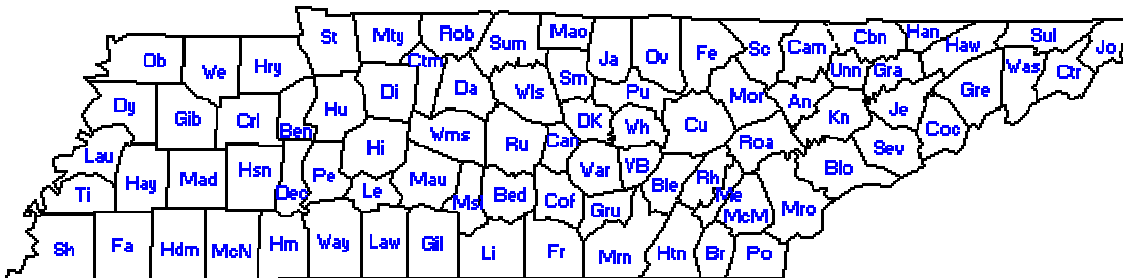 St Mty Rob Sum Mao Ja Ov Fe Sc Cam Cbn Han Haw Sul Jo
Ob We Hry Ctm Da Wls Sm Pu Mor An Unn Gra Gre Was Ctr
Dy Gib Crl Ben Hu Di Wms Ru Can DK Wh Cu Roa Kn Je Coc
Lau Hay Mad Hsn Dec Pe Hi Le Mau Msl Bed Cof War VB Ble Rh Me Blo Sev
Ti Gru McM Mro
Sh Fa Hdm McN Hm Way Law Gil Li Fr Mrn Htn Br Po